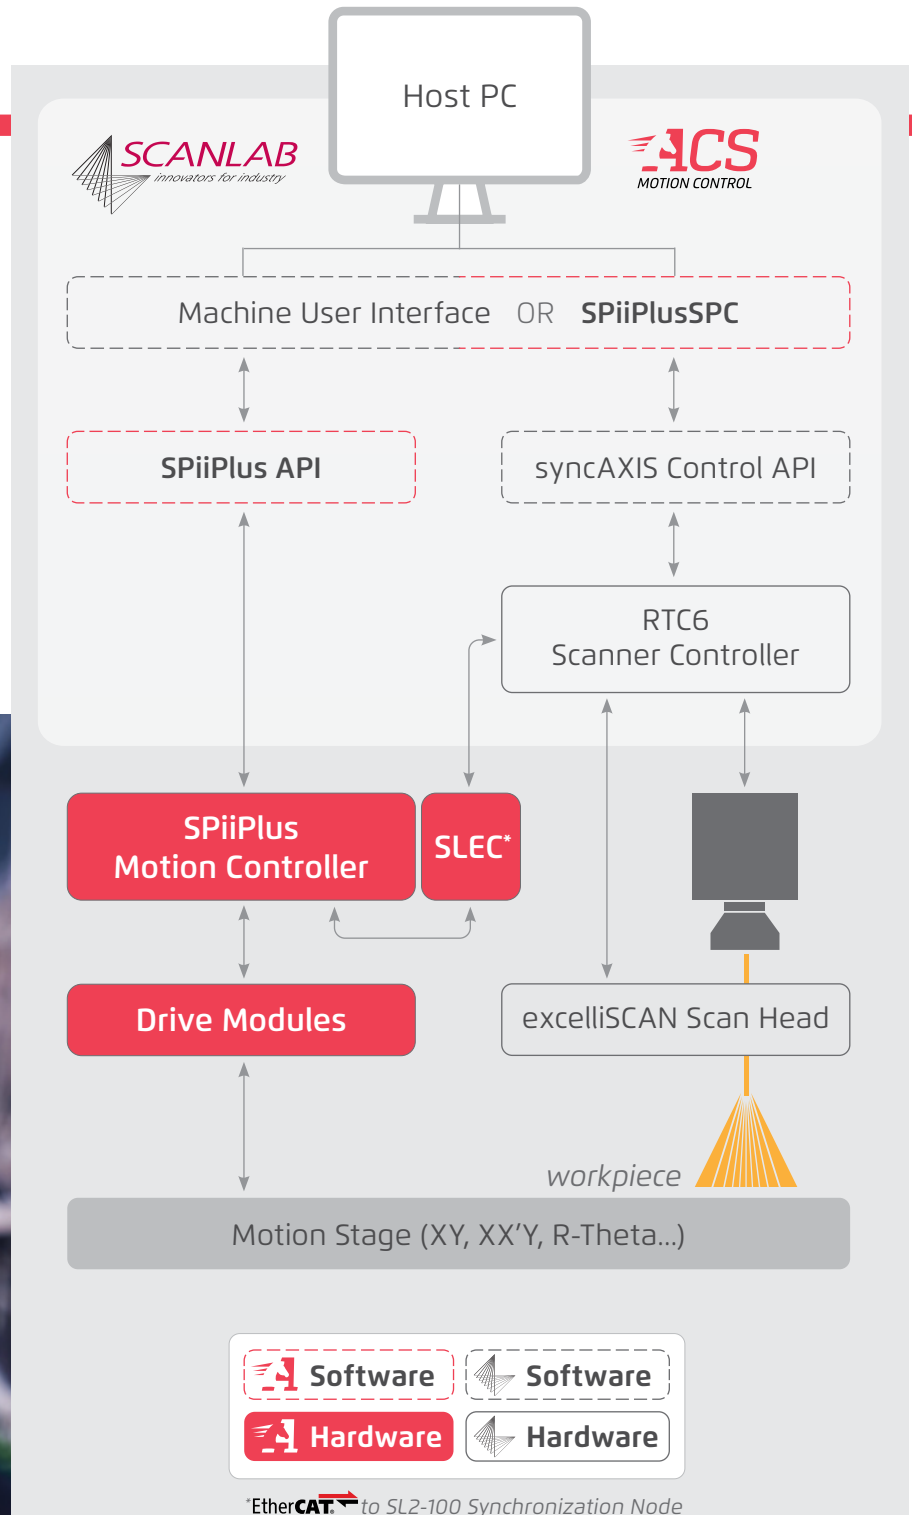 Host PC
SCANLAB
innovators for industry
ACS
MOTION CONTROL
Machine User Interface OR SPiiPlusSPC
SPiiPlus API
syncAXIS Control API
RTC6
Scanner Controller
SPiiPlus
Motion Controller
SLEC*
Drive Modules
excelliSCAN Scan Head
workpiece
Motion Stage (XY, XX'Y, R-Theta...)
Software
Software
Hardware
Hardware
*EtherCAT. to SL2-100 Synchronization Node